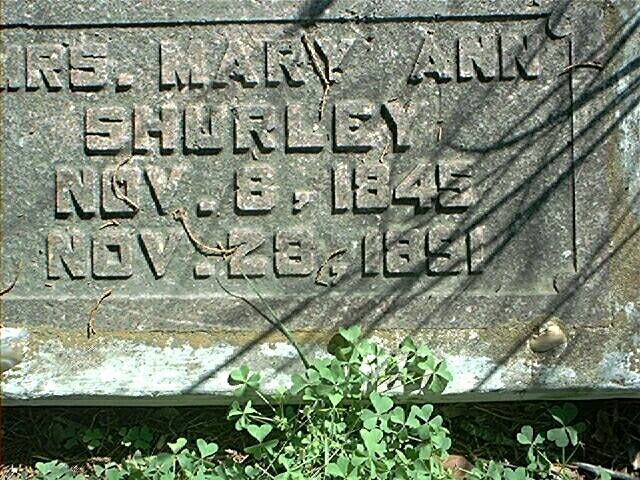 MRS. MARY ANN
SHURLEY
NOV. 8, 1845
NOV. 28, 1891